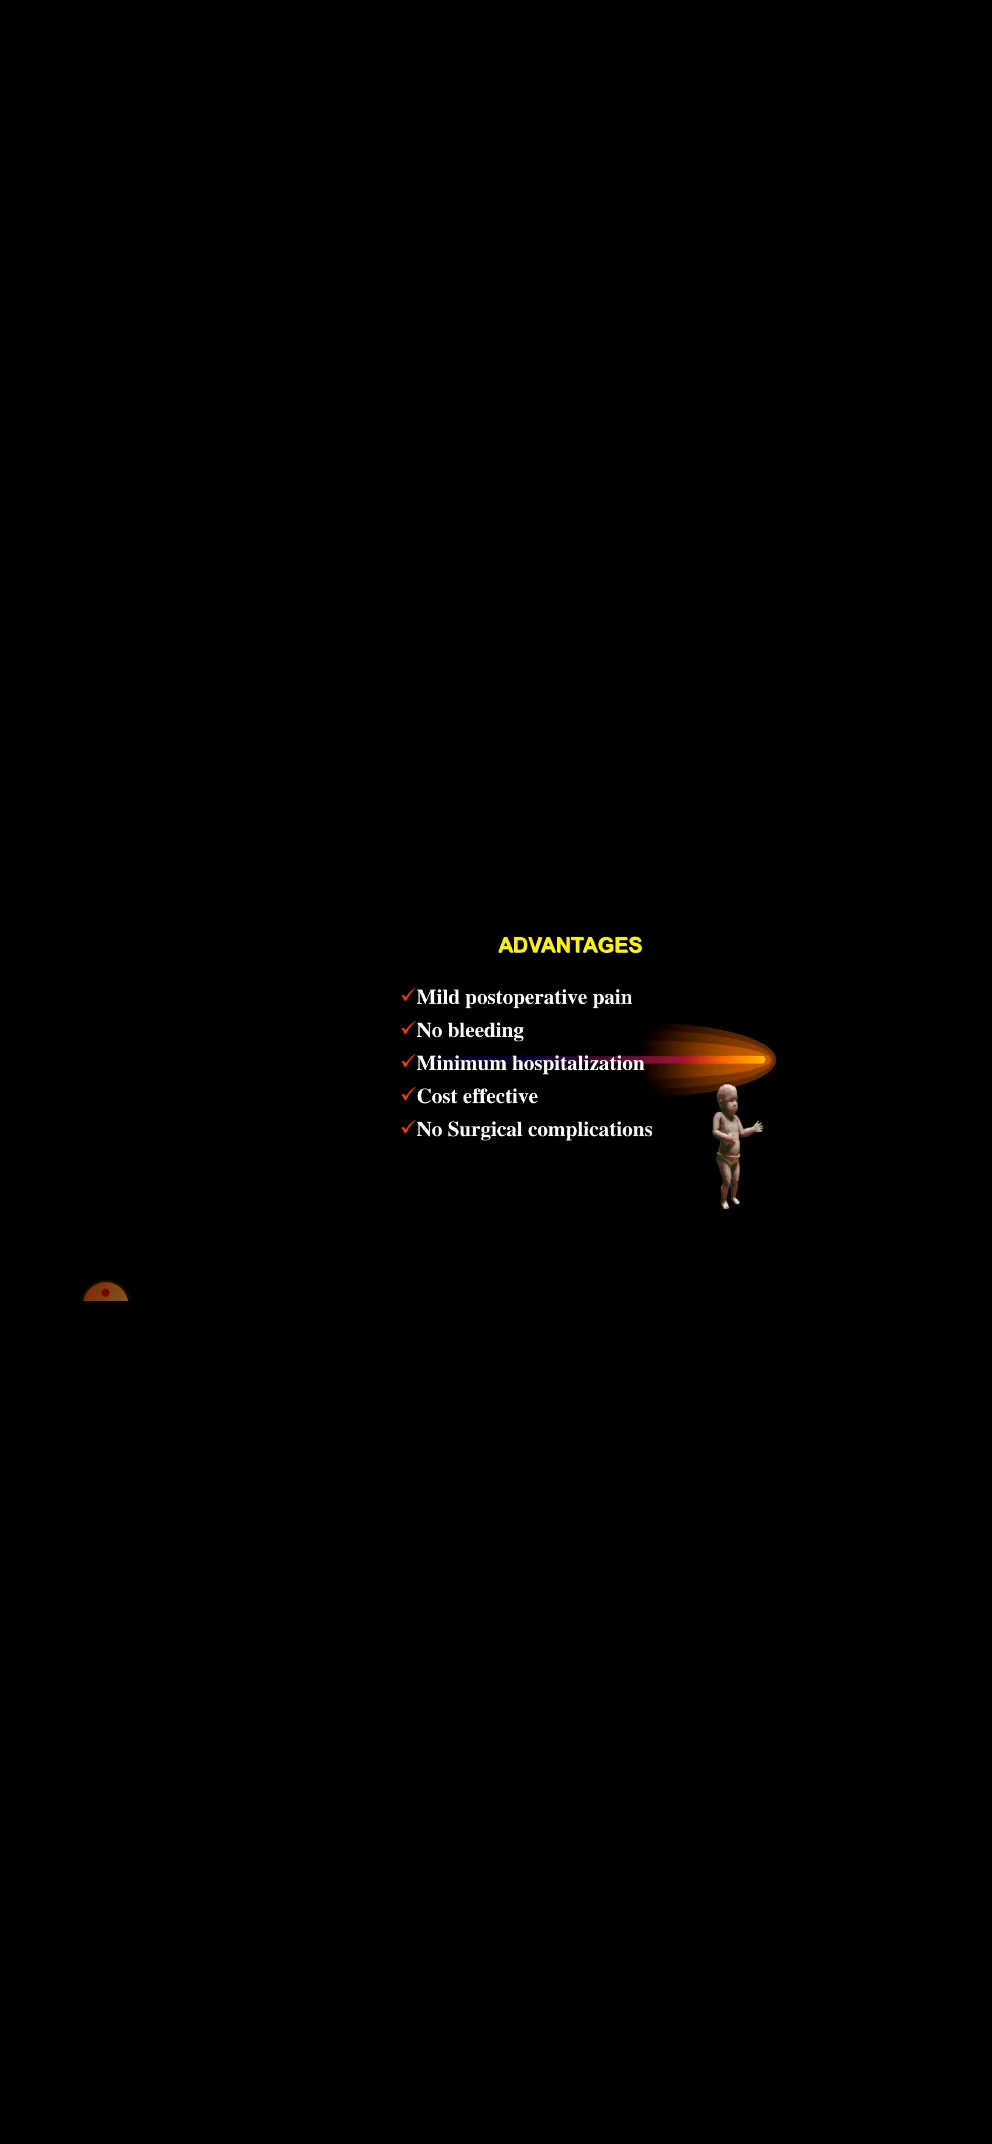 ADVANTAGES
✓Mild postoperative pain
✓No bleeding
✓Minimum hospitalization
✓Cost effective
✓No Surgical complications